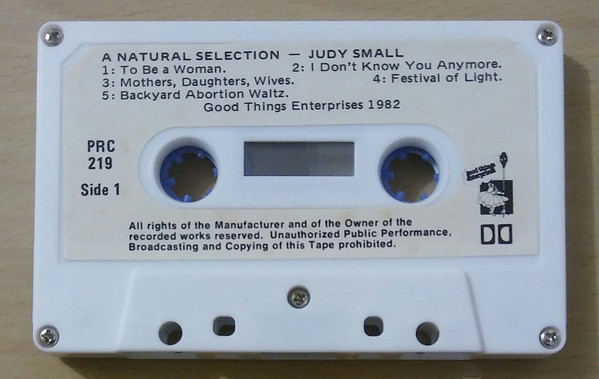 A NATURAL SELECTION — JUDY SMALL
1: To Be a Woman. 2: I Don't Know You Anymore.
3: Mothers, Daughters, Wives. 4: Festival of Light.
5: Backyard Abortion Waltz.
Good Things Enterprises 1982
PRC
219
Side 1
good things
enterprises
All rights of the Manufacturer and of the Owner of the
recorded works reserved. Unauthorized Public Performance,
Broadcasting and Copying of this Tape prohibited.